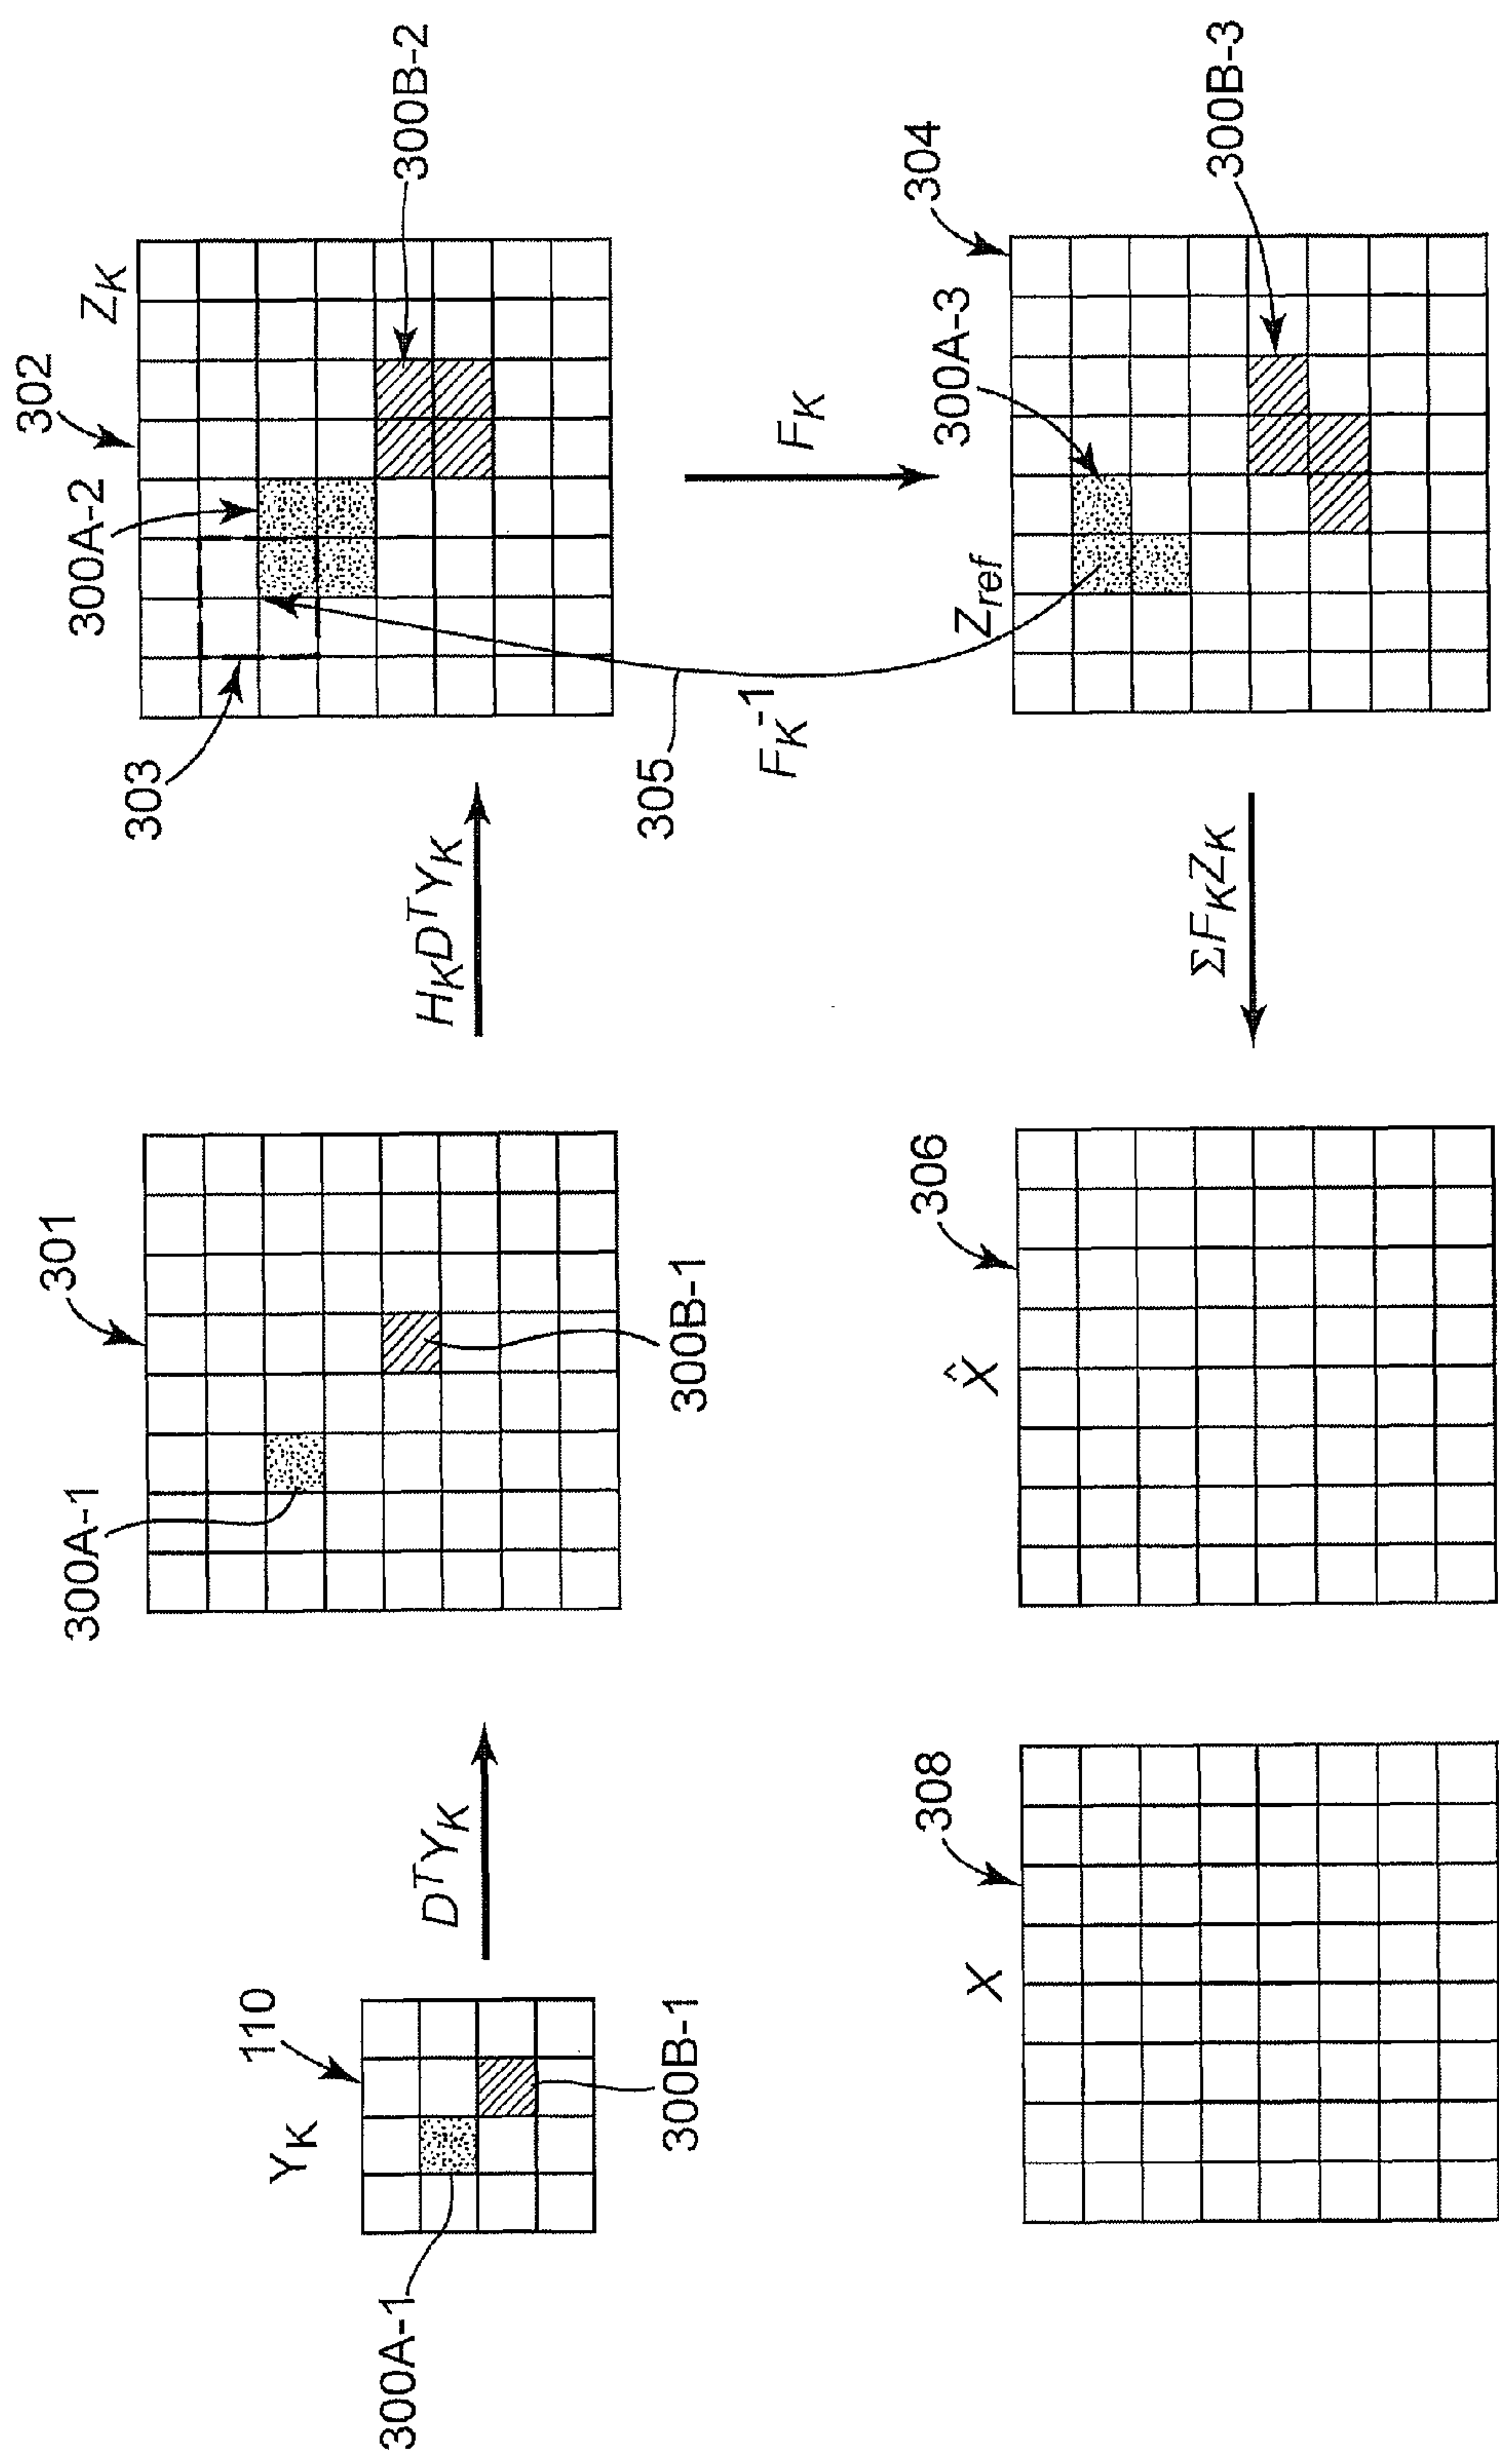 Y_K
110
300A-1
300B-1
D^T Y_K
301
300A-1
300B-1
H_K D^T Y_K
302
Z_K
300A-2
303
300B-2
305
F_K^-1
F_K
304
Z_ref
300A-3
300B-3
ΣF_K Z_K
306
X̂
308
X